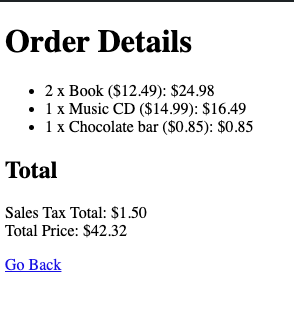 Order Details
2 x Book ($12.49): $24.98
1 x Music CD ($14.99): $16.49
1 x Chocolate bar ($0.85): $0.85
Total
Sales Tax Total: $1.50
Total Price: $42.32
Go Back